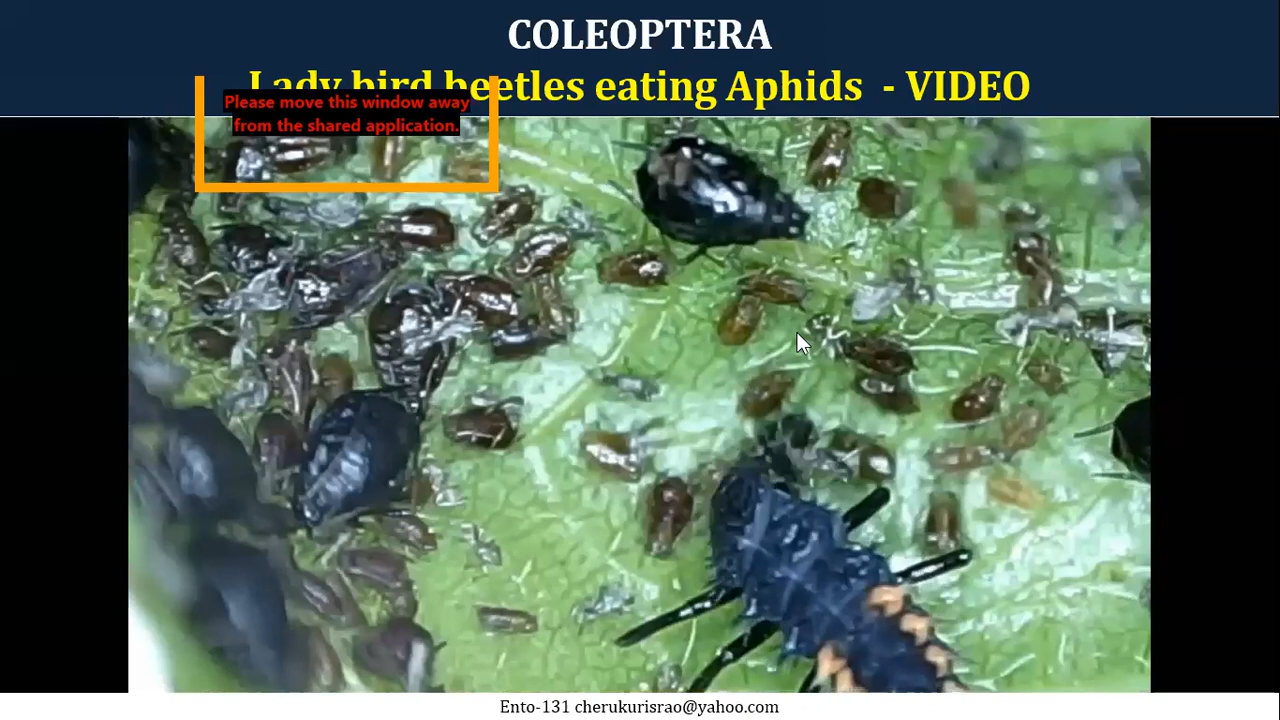 COLEOPTERA
Lady bird beetles eating Aphids - VIDEO
Please move this window away
from the shared application.
Ento-131 cherukurisrao@yahoo.com